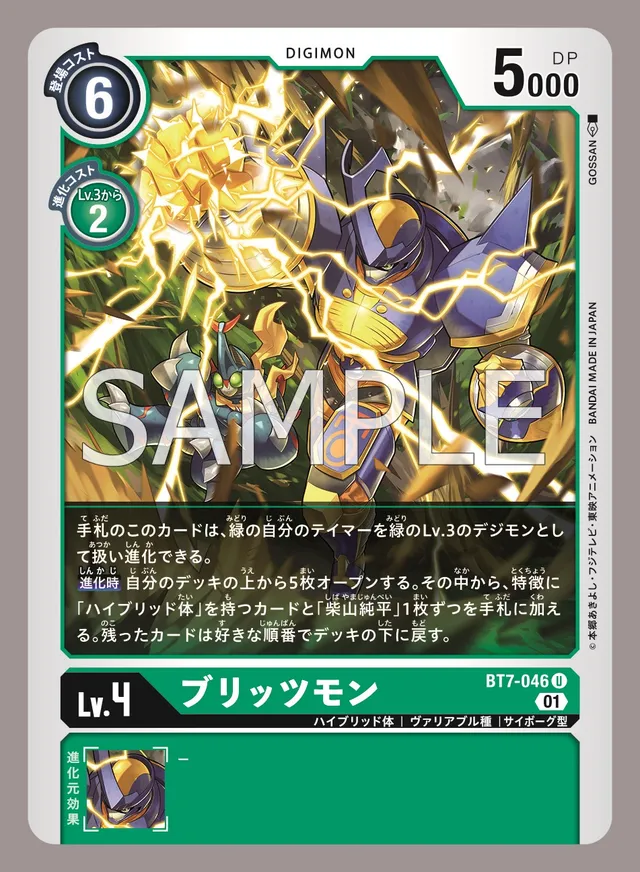 DIGIMON
登場コスト
6
5000
DP
進化コスト
Lv.3から
2
GOSSAN
BANDAI MADE IN JAPAN
© 本郷あきよし・フジテレビ・東映アニメーション
SAMPLE
手札のこのカードは、緑の自分のテイマーを緑のLv.3のデジモンとし
て扱い進化できる。
進化時 自分のデッキの上から5枚オープンする。その中から、特徴に
「ハイブリッド体」を持つカードと「柴山純平」1枚ずつを手札に加え
る。残ったカードは好きな順番でデッキの下に戻す。
Lv.4
ブリッツモン
BT7-046 U
01
ハイブリッド体 | ヴァリアブル種 | サイボーグ型
進化元効果
–